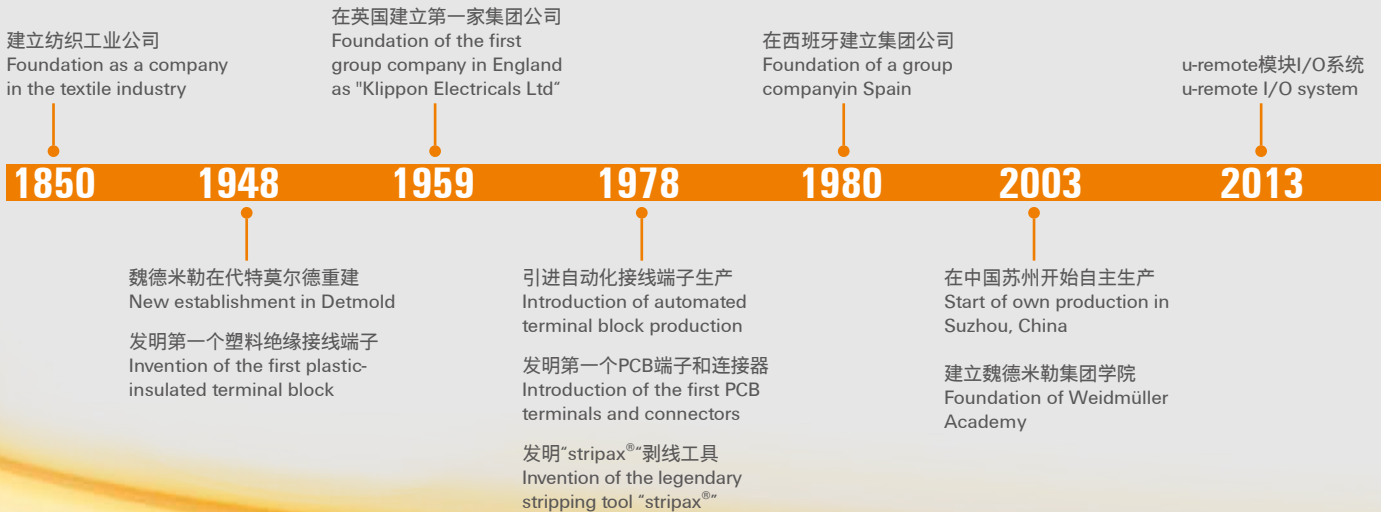 建立纺织工业公司
Foundation as a company
in the textile industry
在英国建立第一家集团公司
Foundation of the first
group company in England
as "Klippon Electricals Ltd“
在西班牙建立集团公司
Foundation of a group
companyin Spain
u-remote模块I/O系统
u-remote I/O system
1850 1948 1959 1978 1980 2003 2013
魏德米勒在代特莫尔德重建
New establishment in Detmold
发明第一个塑料绝缘接线端子
Invention of the first plastic-
insulated terminal block
引进自动化接线端子生产
Introduction of automated
terminal block production
发明第一个PCB端子和连接器
Introduction of the first PCB
terminals and connectors
发明“stripax®”剥线工具
Invention of the legendary
stripping tool “stripax®”
在中国苏州开始自主生产
Start of own production in
Suzhou, China
建立魏德米勒集团学院
Foundation of Weidmüller
Academy